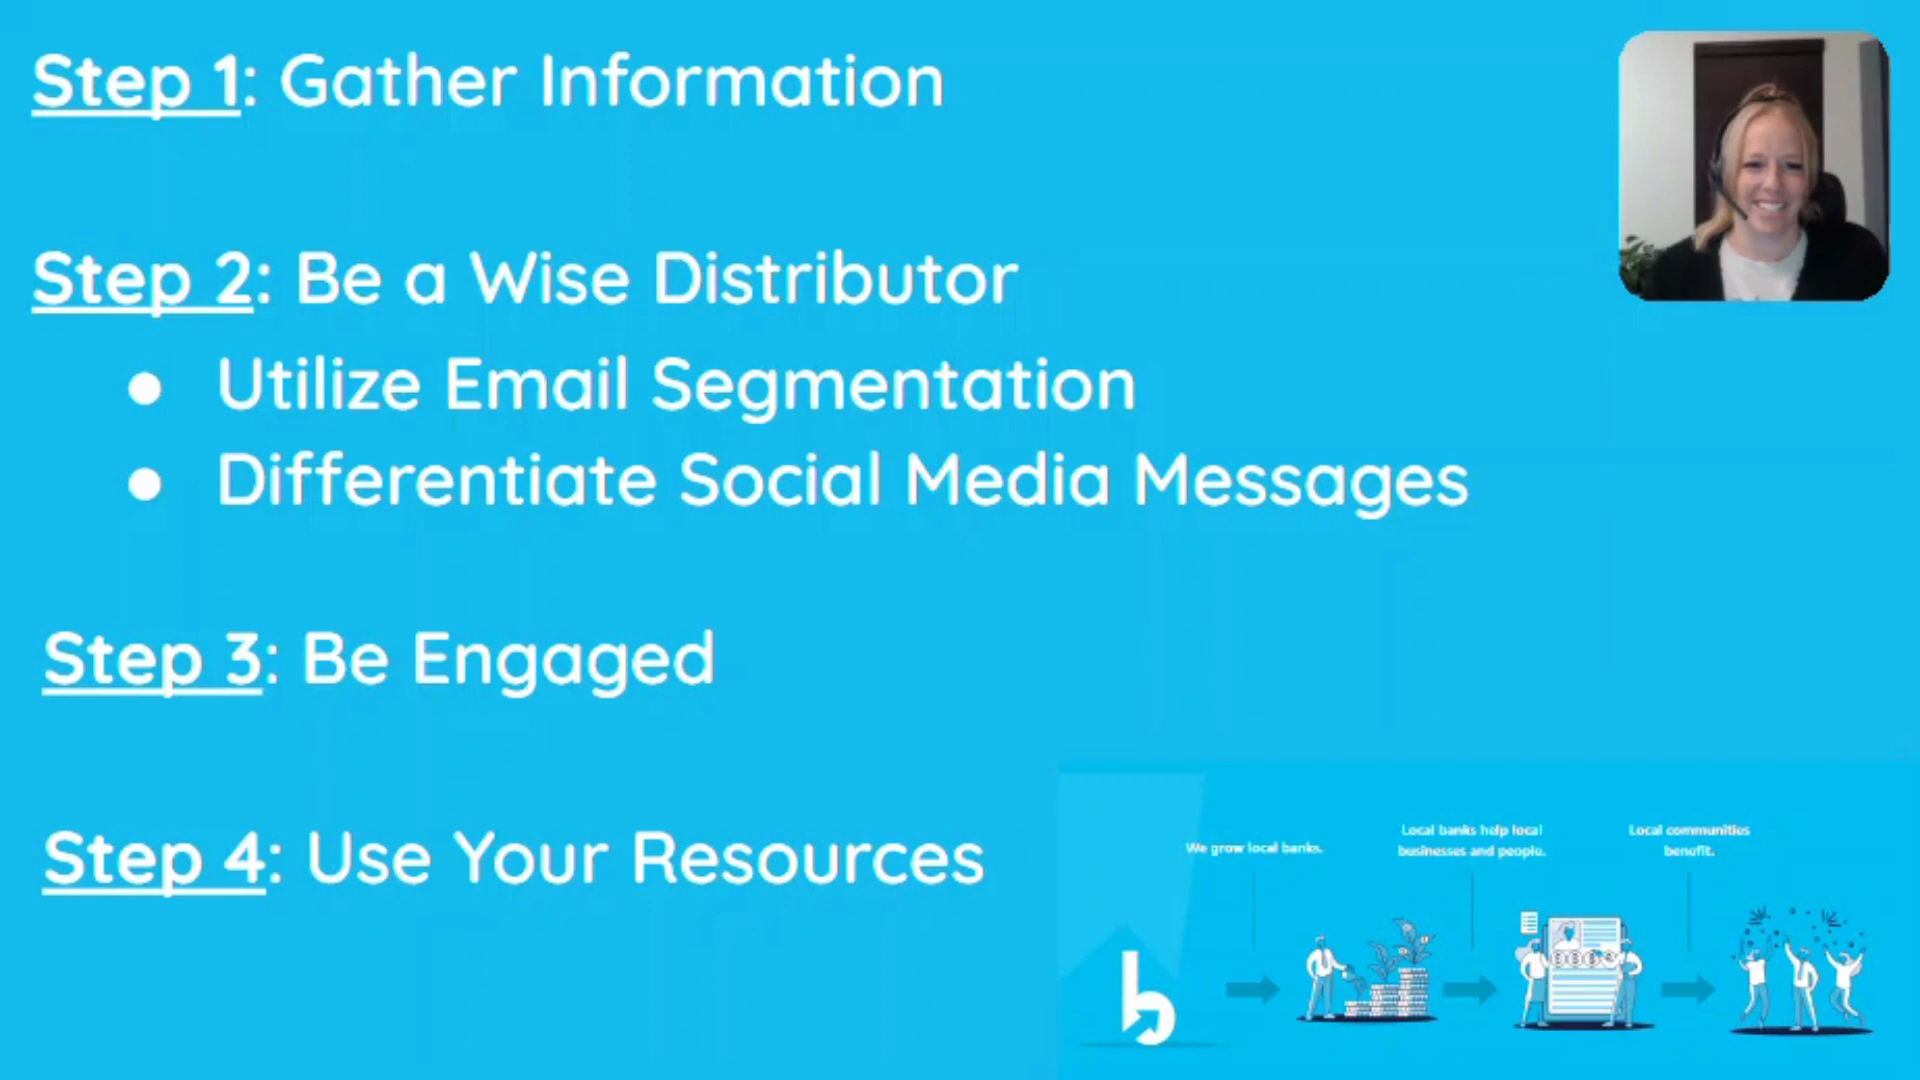 Step 1: Gather Information
Step 2: Be a Wise Distributor
● Utilize Email Segmentation
● Differentiate Social Media Messages
Step 3: Be Engaged
Step 4: Use Your Resources
We grow local banks.
Local banks help local
businesses and people.
Local communities
benefit.
b